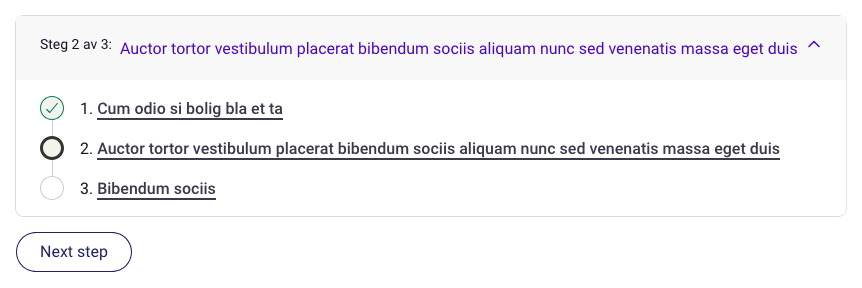 Steg 2 av 3: Auctor tortor vestibulum placerat bibendum sociis aliquam nunc sed venenatis massa eget duis
1. Cum odio si bolig bla et ta
2. Auctor tortor vestibulum placerat bibendum sociis aliquam nunc sed venenatis massa eget duis
3. Bibendum sociis
Next step